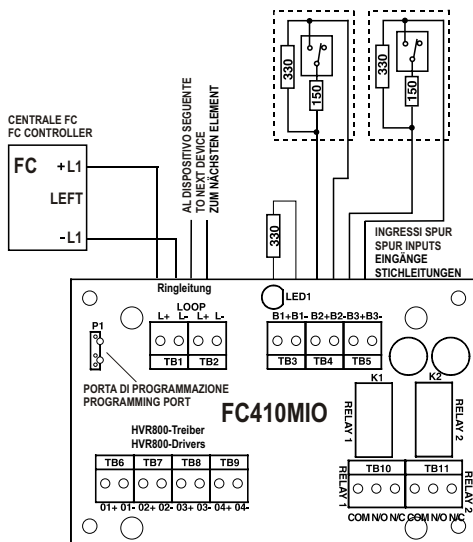 330
150
330
150
CENTRALE FC
FC CONTROLLER
FC
+L1
LEFT
-L1
AL DISPOSITIVO SEGUENTE
TO NEXT DEVICE
ZUM NÄCHSTEN ELEMENT
330
INGRESSI SPUR
SPUR INPUTS
EINGÄNGE
STICHLEITUNGEN
Ringleitung
LED1
LOOP
L+ L- L+ L-
B1+B1- B2+B2-B3+B3-
P1
TB1 TB2
TB3 TB4 TB5
PORTA DI PROGRAMMAZIONE
PROGRAMMING PORT
K1
K2
RELAY 1
RELAY 2
FC410MIO
HVR800-Treiber
HVR800-Drivers
TB6 TB7 TB8 TB9
TB10 TB11
RELAY 1
RELAY 2
01+ 01- 02+ 02- 03+ 03- 04+ 04-
COM N/O N/C COM N/O N/C